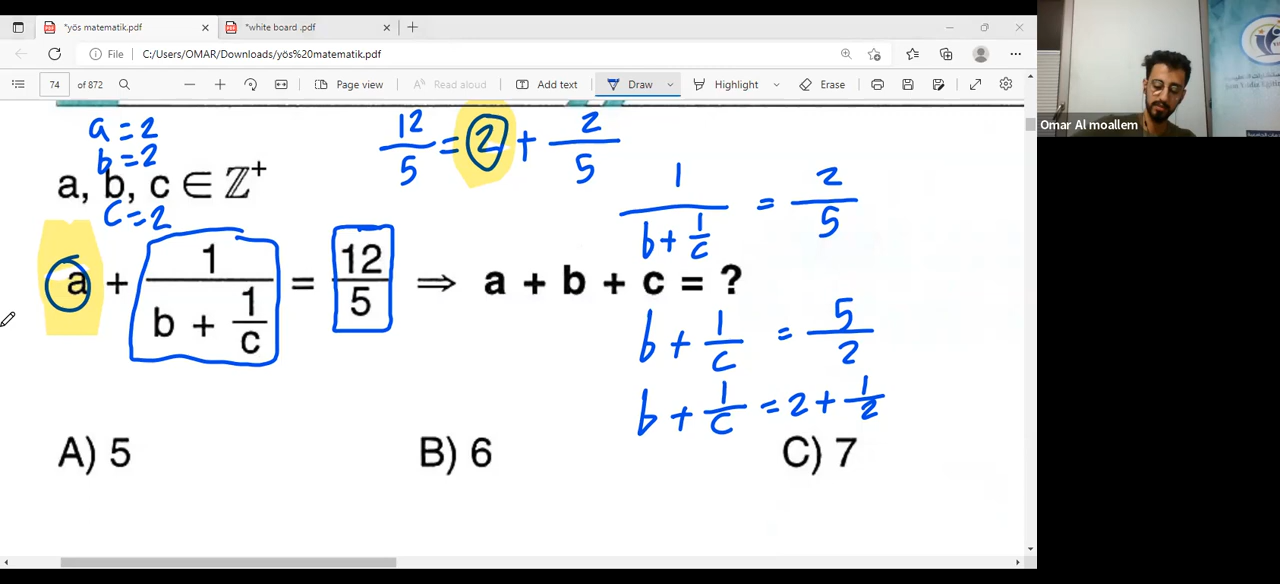 *yös matematik.pdf
*white board .pdf
File C:/Users/OMAR/Downloads/yös%20matematik.pdf
74 of 872 Page view Read aloud Add text Draw Highlight Erase
Omar Al moallem
a = 2
b = 2
c = 2
12/5 = 2 + 2/5
a, b, c ∈ ℤ⁺
1/(b + 1/c) = 2/5
a + 1/(b + 1/c) = 12/5 ⇒ a + b + c = ?
b + 1/c = 5/2
b + 1/c = 2 + 1/2
A) 5 B) 6 C) 7